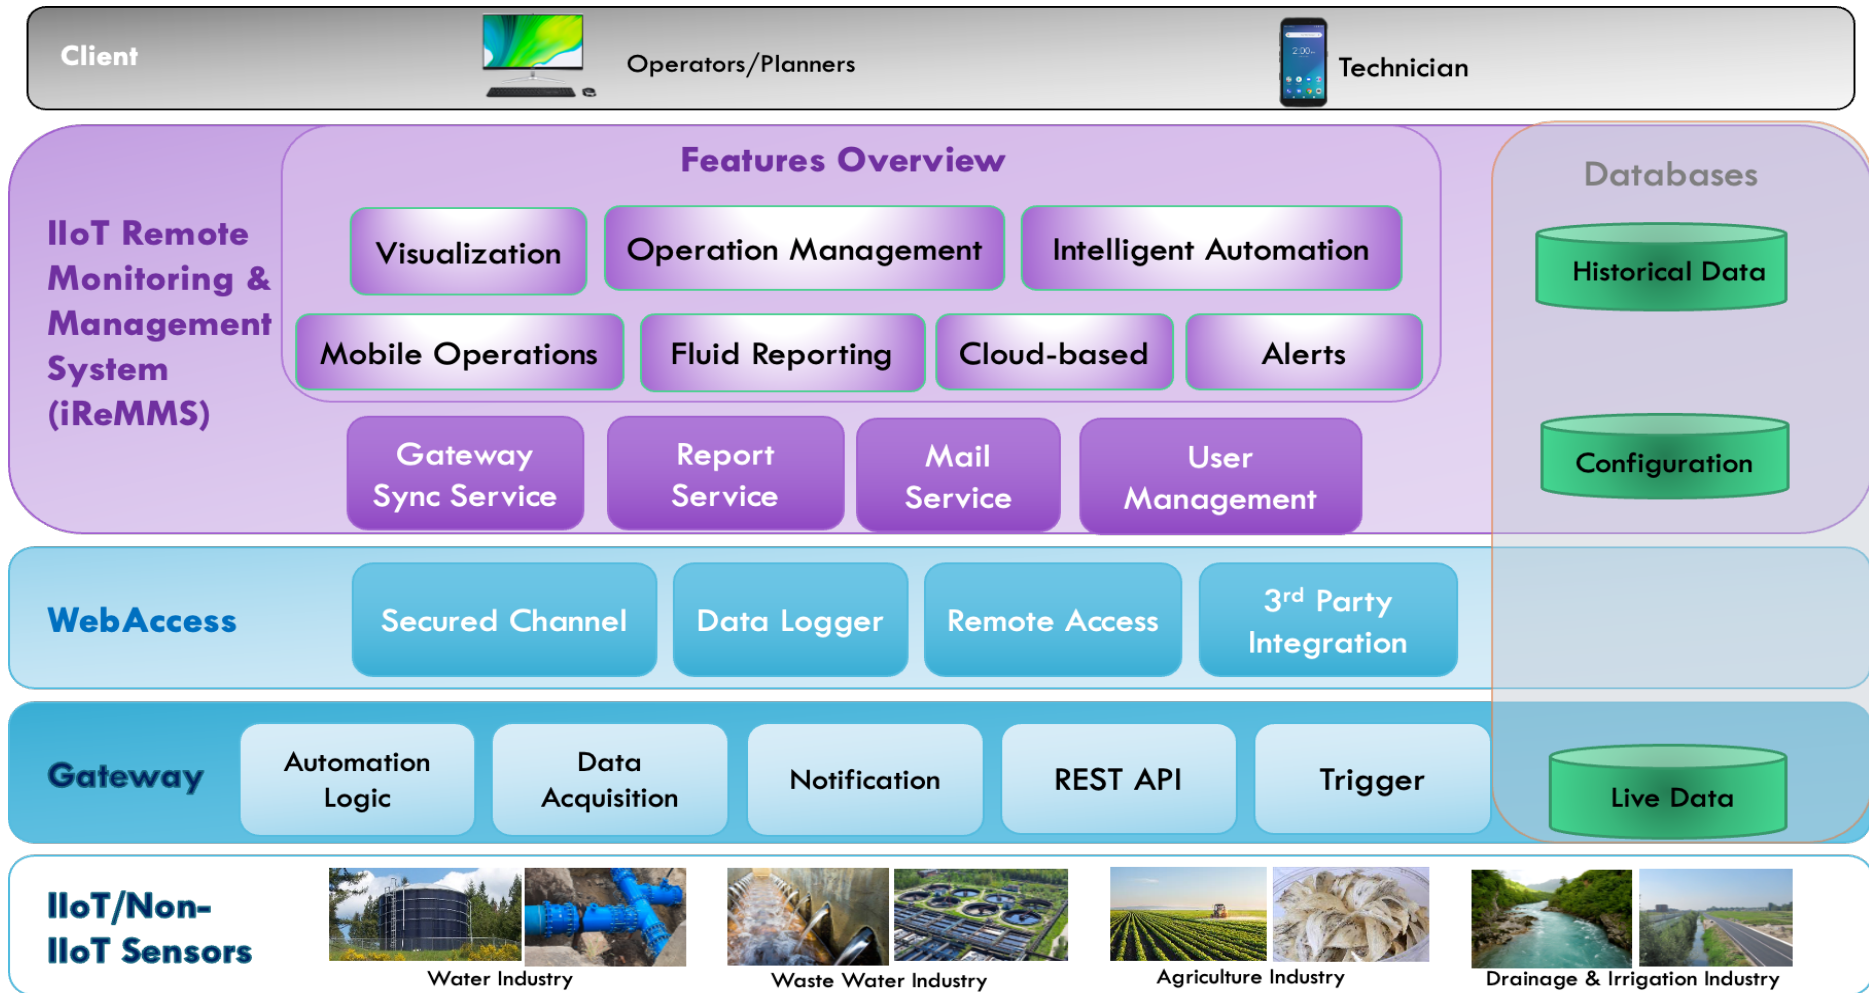 Client
Operators/Planners
Technician
Features Overview
Databases
IIoT Remote
Monitoring &
Management
System
(iReMMS)
Visualization
Operation Management
Intelligent Automation
Historical Data
Mobile Operations
Fluid Reporting
Cloud-based
Alerts
Gateway
Sync Service
Report
Service
Mail
Service
User
Management
Configuration
WebAccess
Secured Channel
Data Logger
Remote Access
3rd Party
Integration
Gateway
Automation
Logic
Data
Acquisition
Notification
REST API
Trigger
Live Data
IIoT/Non-
IIoT Sensors
Water Industry
Waste Water Industry
Agriculture Industry
Drainage & Irrigation Industry
2:00